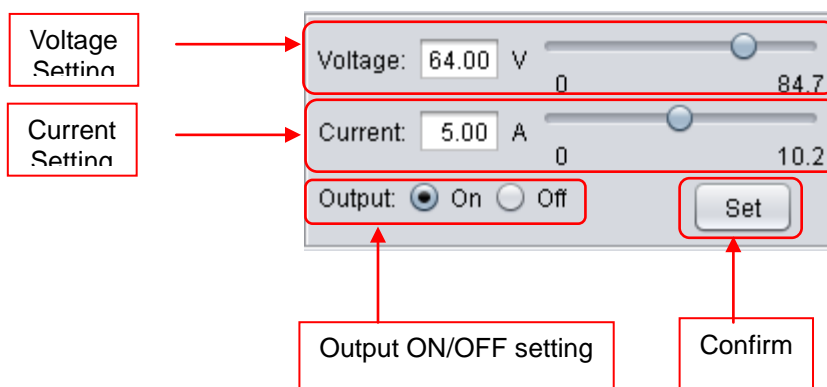 Voltage
Setting
Voltage: 64.00 V
0 84.7
Current
Setting
Current: 5.00 A
0 10.2
Output: On Off
Set
Output ON/OFF setting
Confirm